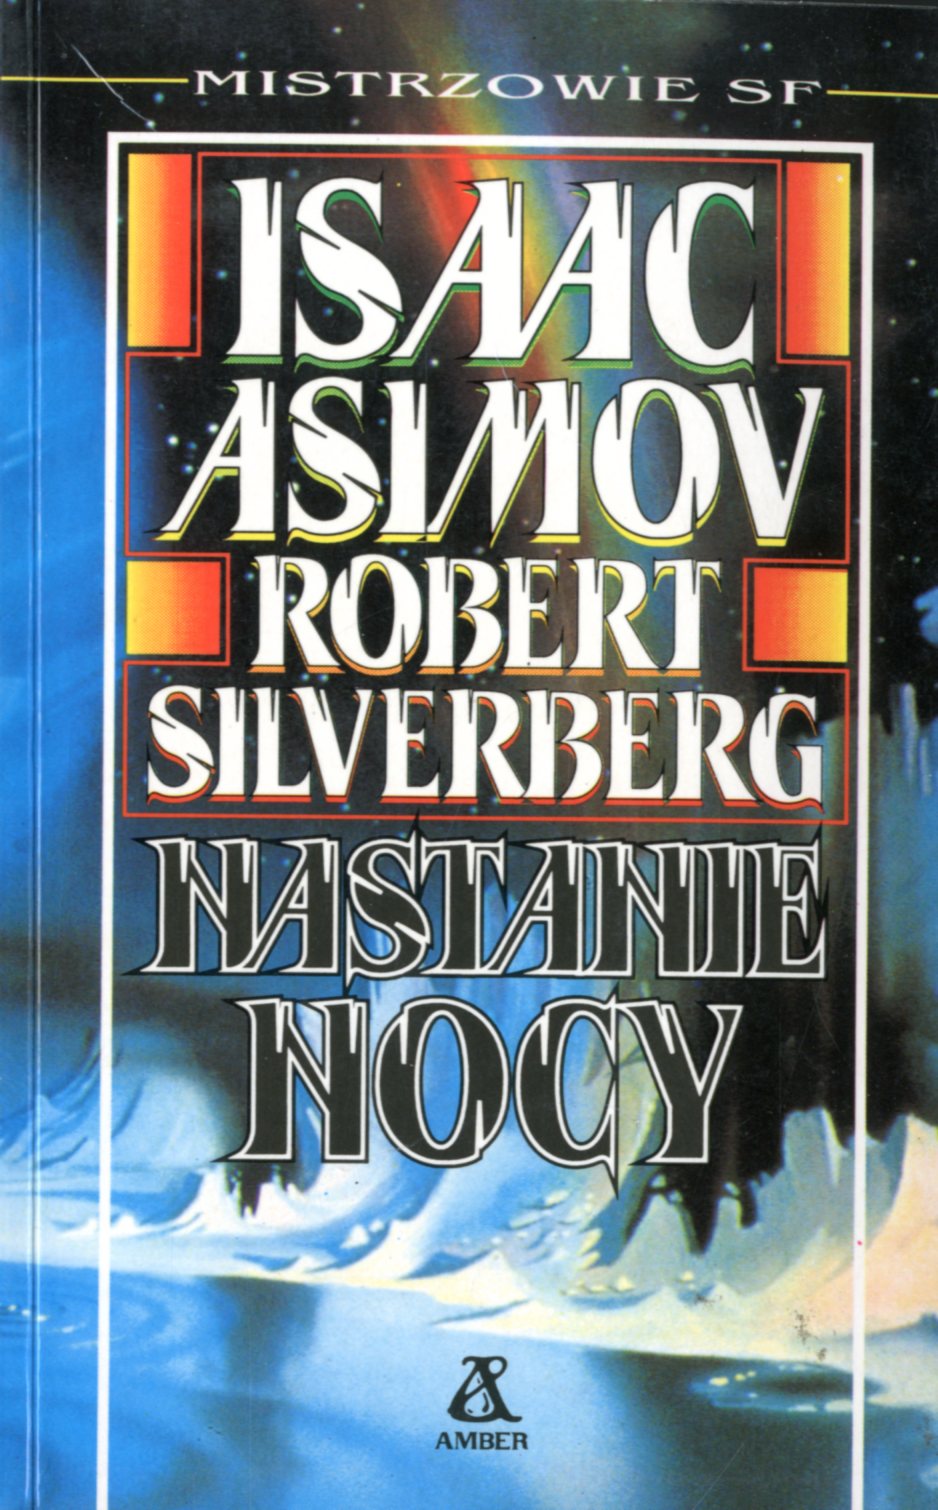 MISTRZOWIE SF
ISAAC
ASIMOV
ROBERT
SILVERBERG
NASTANIE
NOCY
AMBER